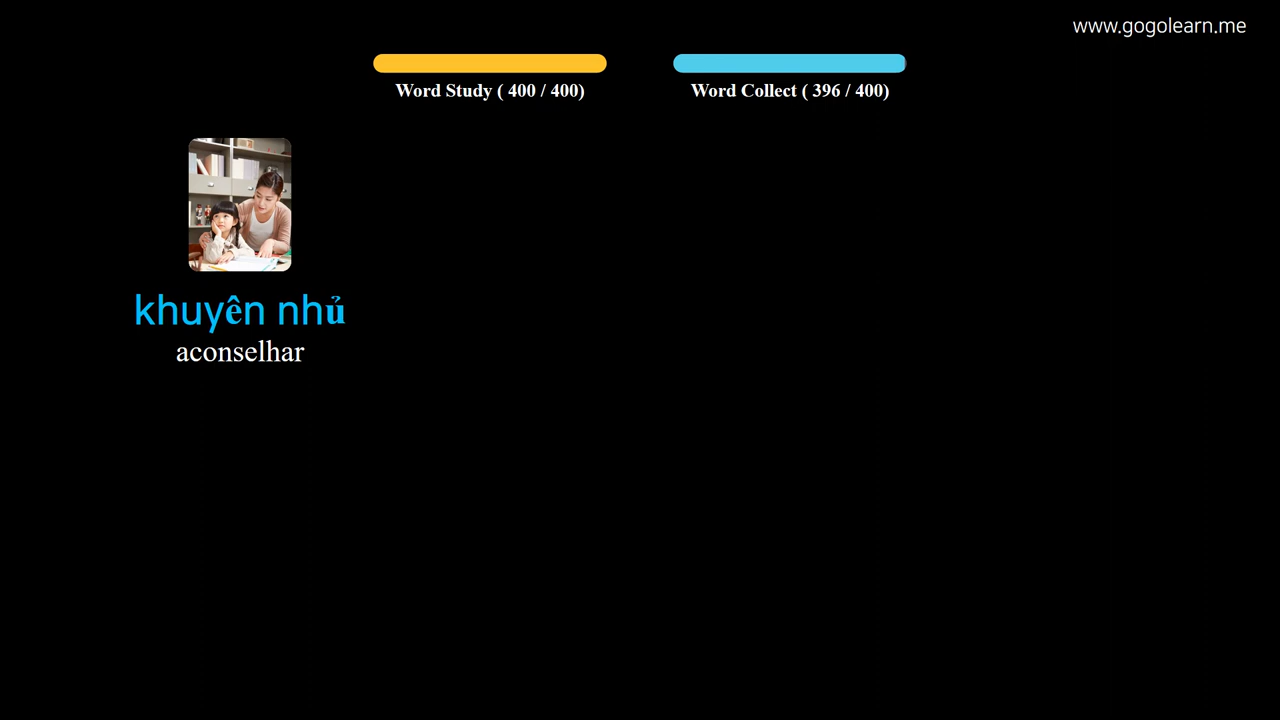 www.gogolearn.me
Word Study ( 400 / 400)
Word Collect ( 396 / 400)
khuyên nhủ
aconselhar